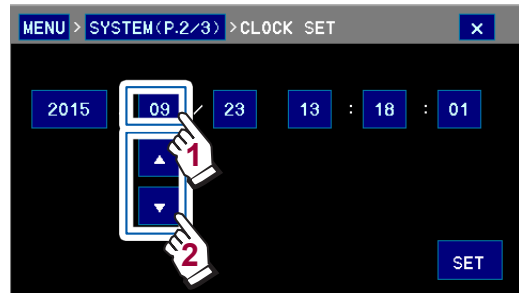 MENU > SYSTEM(P.2/3) > CLOCK SET ×
2015 09 / 23 13 : 18 : 01
▲ 1
▼
2
SET